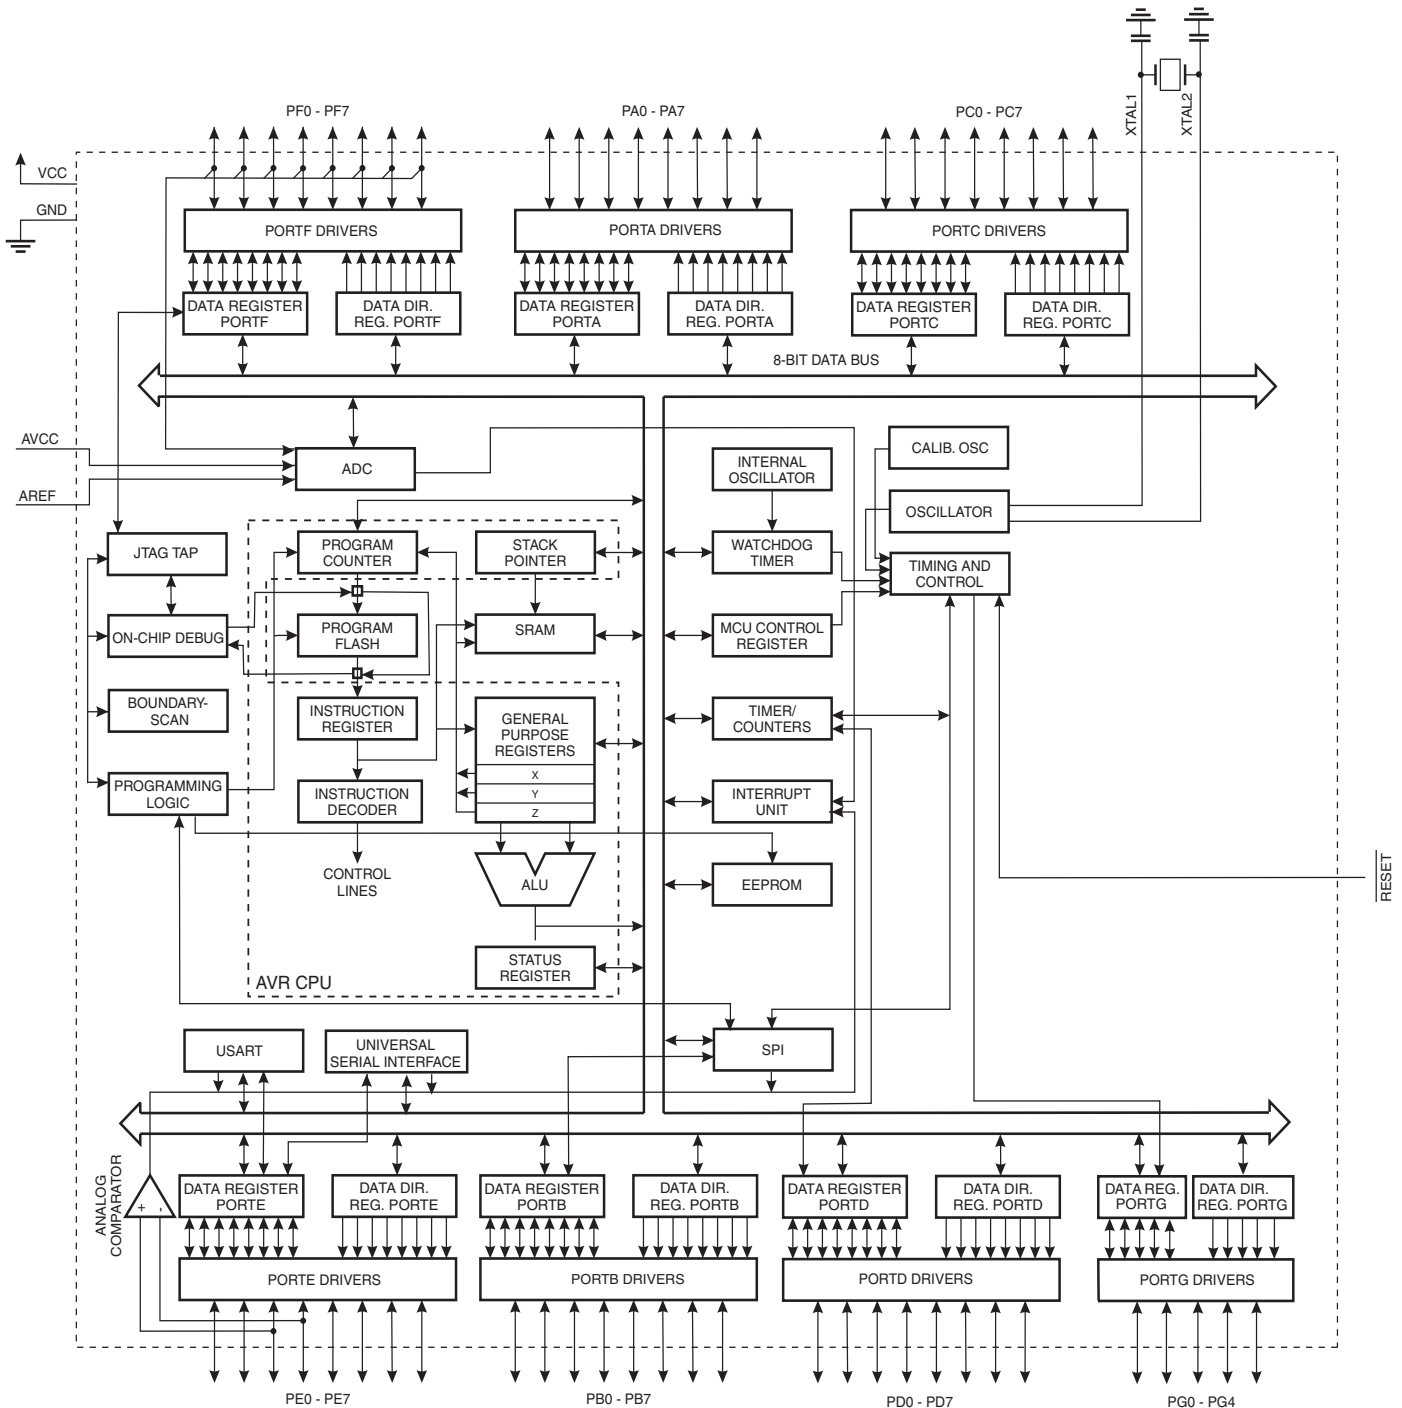 PF0 - PF7
PA0 - PA7
PC0 - PC7
XTAL1
XTAL2
VCC
GND
PORTF DRIVERS
PORTA DRIVERS
PORTC DRIVERS
DATA REGISTER
PORTF
DATA DIR.
REG. PORTF
DATA REGISTER
PORTA
DATA DIR.
REG. PORTA
DATA REGISTER
PORTC
DATA DIR.
REG. PORTC
8-BIT DATA BUS
AVCC
AREF
ADC
INTERNAL
OSCILLATOR
CALIB. OSC
OSCILLATOR
JTAG TAP
PROGRAM
COUNTER
STACK
POINTER
WATCHDOG
TIMER
TIMING AND
CONTROL
ON-CHIP DEBUG
PROGRAM
FLASH
SRAM
MCU CONTROL
REGISTER
BOUNDARY-
SCAN
INSTRUCTION
REGISTER
GENERAL
PURPOSE
REGISTERS
X
Y
Z
TIMER/
COUNTERS
PROGRAMMING
LOGIC
INSTRUCTION
DECODER
INTERRUPT
UNIT
CONTROL
LINES
ALU
EEPROM
RESET
STATUS
REGISTER
AVR CPU
USART
UNIVERSAL
SERIAL INTERFACE
SPI
ANALOG
COMPARATOR
+
-
DATA REGISTER
PORTE
DATA DIR.
REG. PORTE
DATA REGISTER
PORTB
DATA DIR.
REG. PORTB
DATA REGISTER
PORTD
DATA DIR.
REG. PORTD
DATA REG.
PORTG
DATA DIR.
REG. PORTG
PORTE DRIVERS
PORTB DRIVERS
PORTD DRIVERS
PORTG DRIVERS
PE0 - PE7
PB0 - PB7
PD0 - PD7
PG0 - PG4